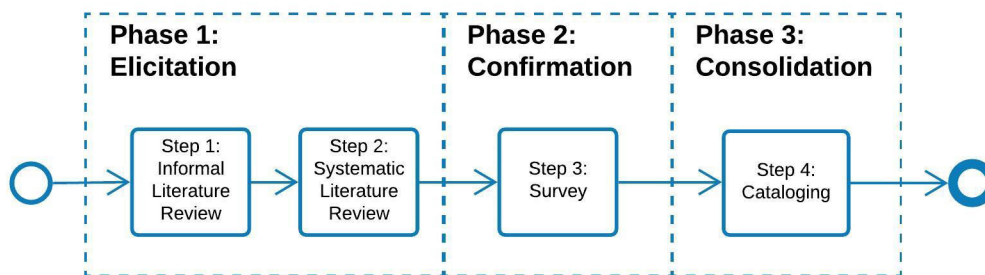 Phase 1:
Elicitation
Phase 2:
Confirmation
Phase 3:
Consolidation
Step 1:
Informal
Literature
Review
Step 2:
Systematic
Literature
Review
Step 3:
Survey
Step 4:
Cataloging